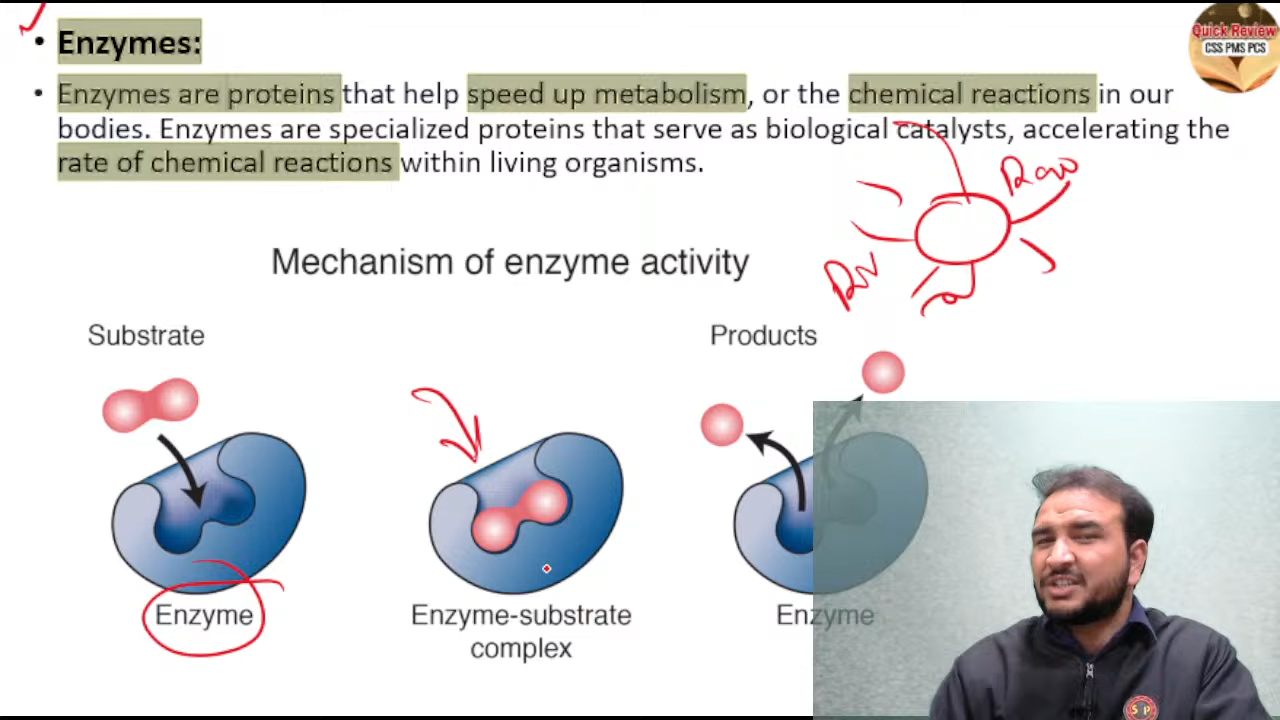 • Enzymes:
• Enzymes are proteins that help speed up metabolism, or the chemical reactions in our
bodies. Enzymes are specialized proteins that serve as biological catalysts, accelerating the
rate of chemical reactions within living organisms.
Quick Review
CSS PMS PCS
Mechanism of enzyme activity
Substrate
Products
Enzyme
Enzyme-substrate
complex
Enzyme